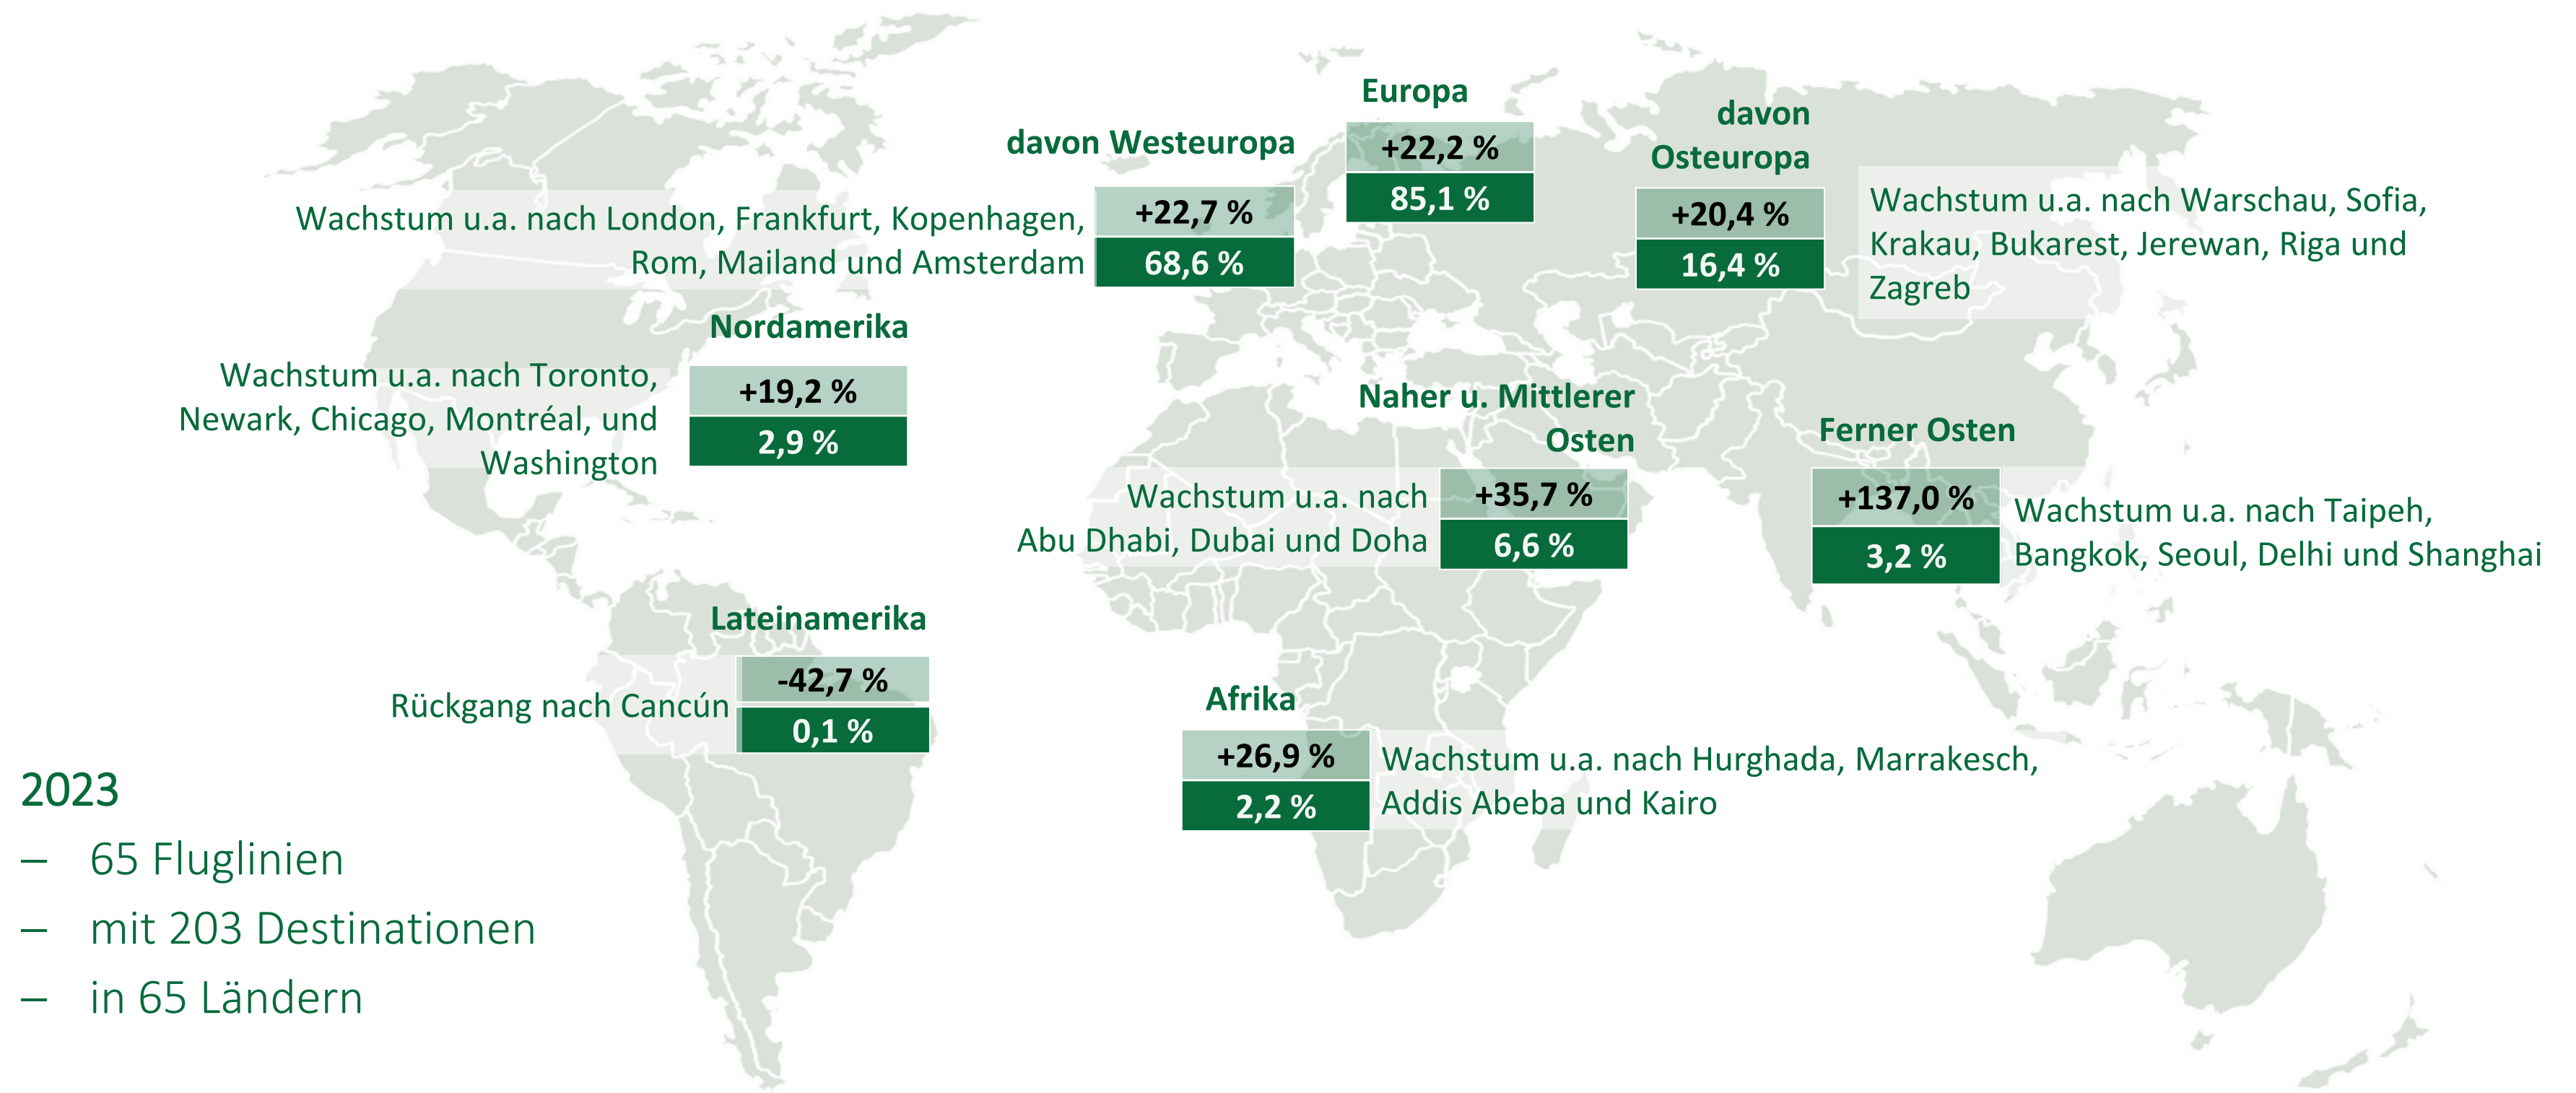 Europa
+22,2 %
85,1 %
davon Westeuropa
+22,7 %
68,6 %
Wachstum u.a. nach London, Frankfurt, Kopenhagen,
Rom, Mailand und Amsterdam
davon
Osteuropa
+20,4 %
16,4 %
Wachstum u.a. nach Warschau, Sofia,
Krakau, Bukarest, Jerewan, Riga und
Zagreb
Nordamerika
+19,2 %
2,9 %
Wachstum u.a. nach Toronto,
Newark, Chicago, Montréal, und
Washington
Naher u. Mittlerer
Osten
+35,7 %
6,6 %
Wachstum u.a. nach
Abu Dhabi, Dubai und Doha
Ferner Osten
+137,0 %
3,2 %
Wachstum u.a. nach Taipeh,
Bangkok, Seoul, Delhi und Shanghai
Lateinamerika
-42,7 %
0,1 %
Rückgang nach Cancún
Afrika
+26,9 %
2,2 %
Wachstum u.a. nach Hurghada, Marrakesch,
Addis Abeba und Kairo
2023
– 65 Fluglinien
– mit 203 Destinationen
– in 65 Ländern